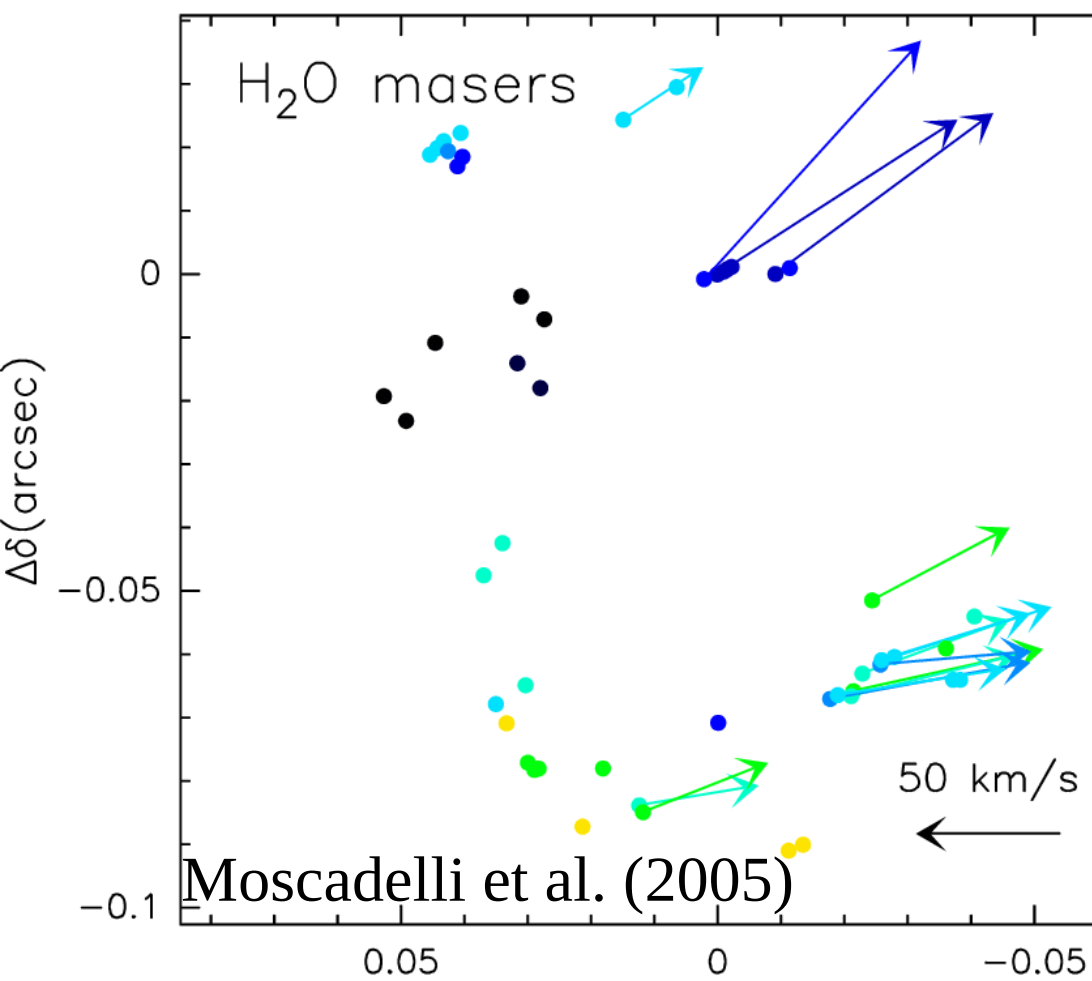 H₂O masers
0
Δδ(arcsec)
−0.05
50 km/s
Moscadelli et al. (2005)
−0.1
0.05 0 −0.05